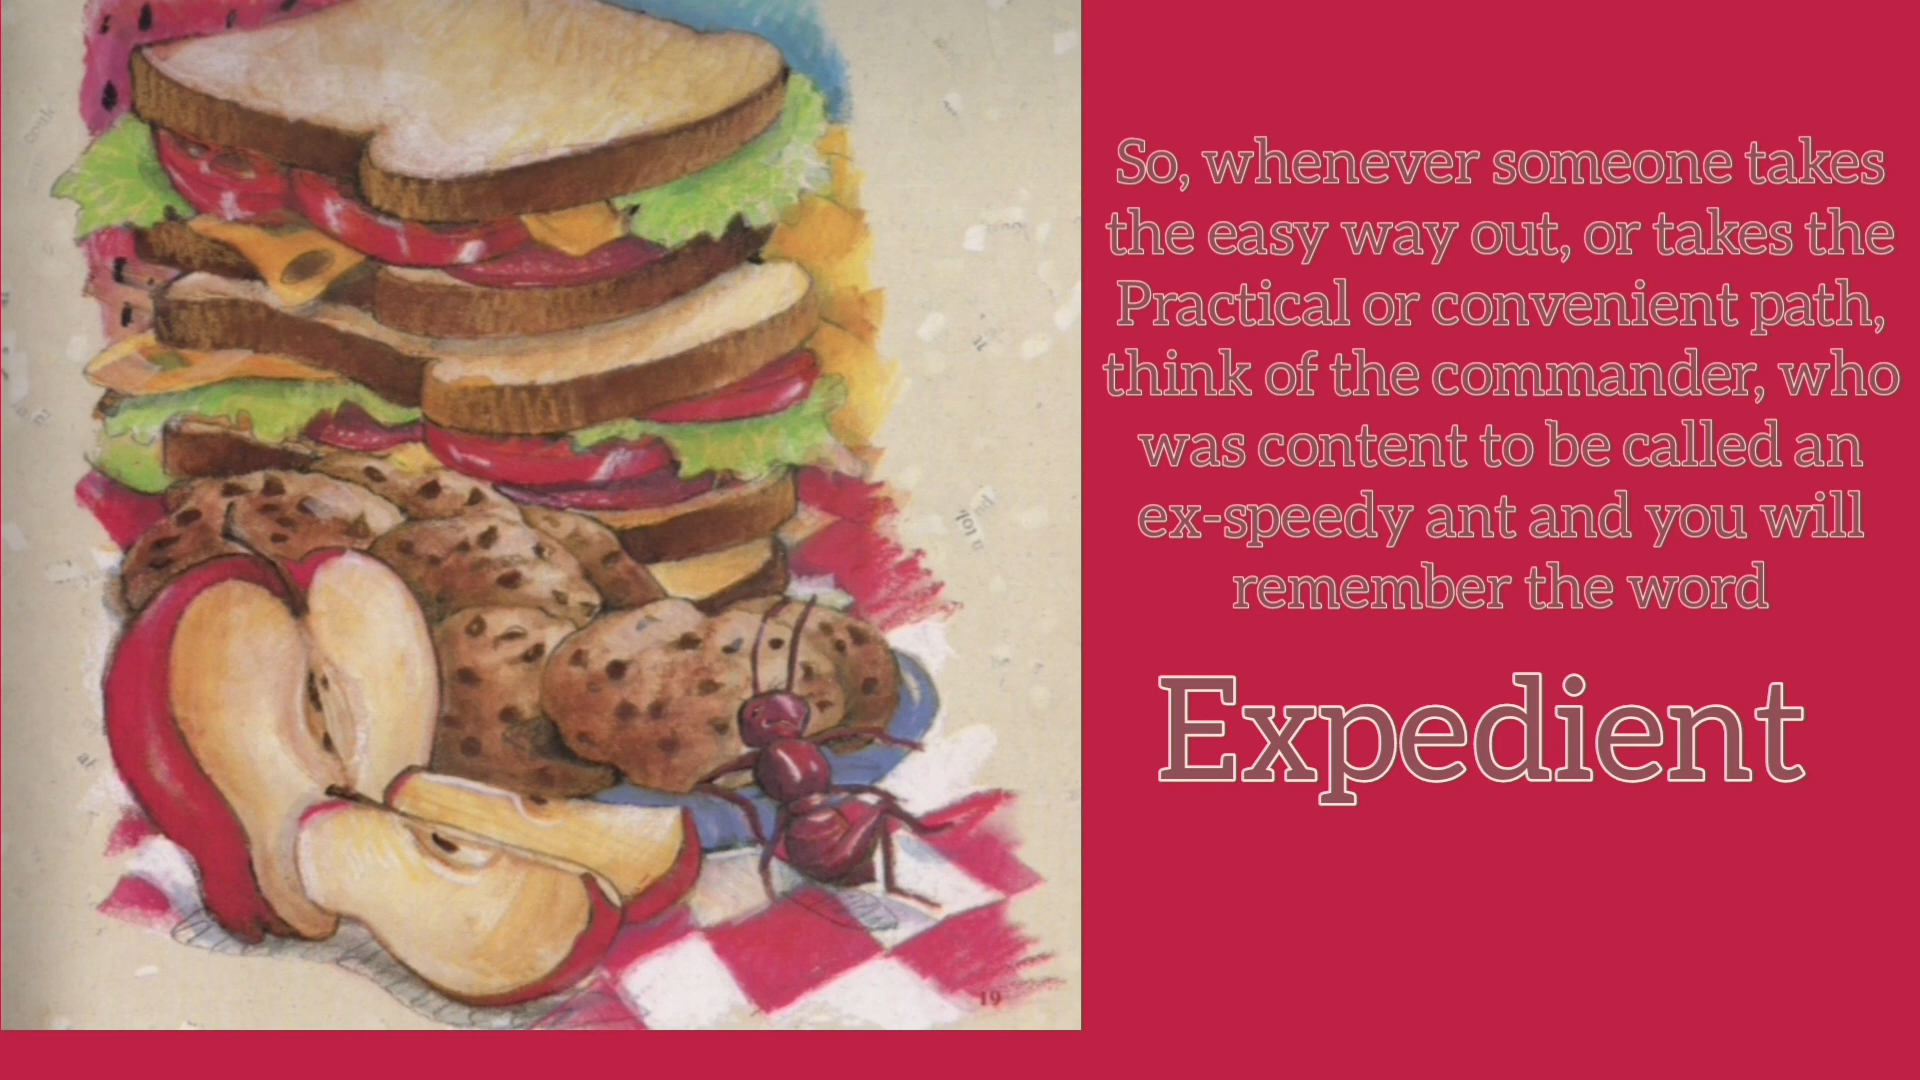 So, whenever someone takes
the easy way out, or takes the
Practical or convenient path,
think of the commander, who
was content to be called an
ex-speedy ant and you will
remember the word
Expedient
19